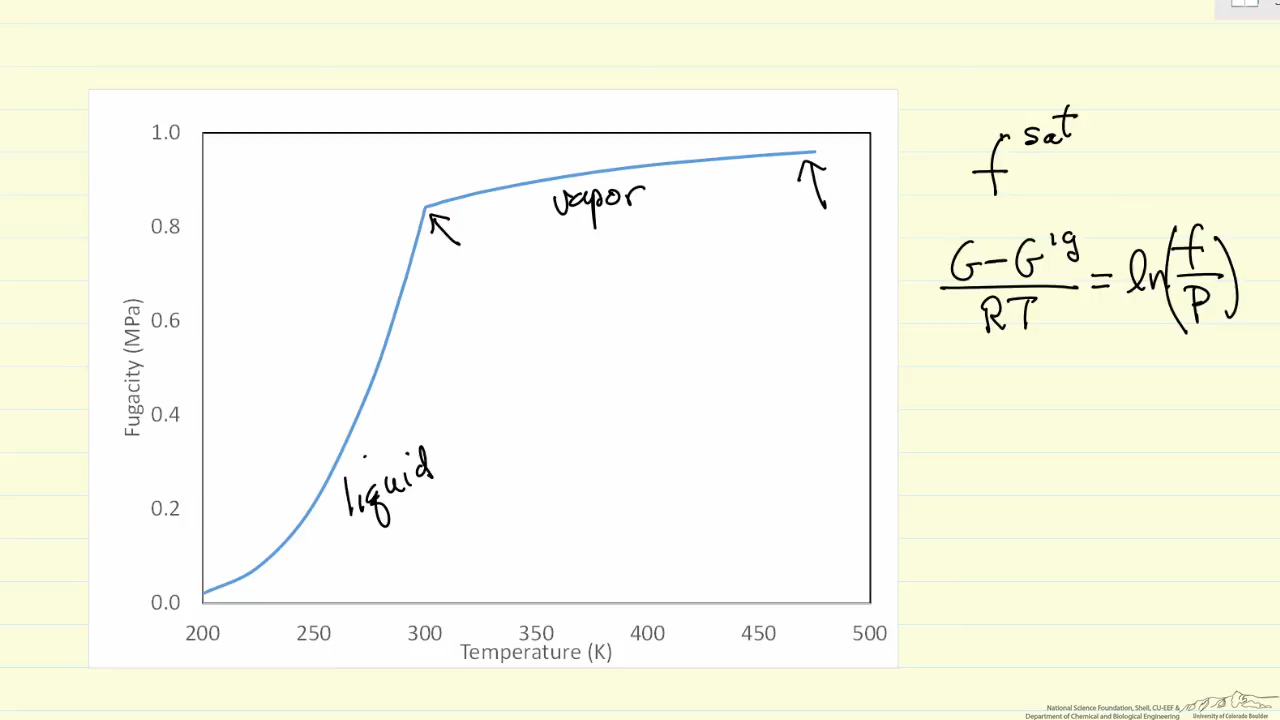 1.0
0.8
0.6
0.4
0.2
0.0
Fugacity (MPa)
200 250 300 350 400 450 500
Temperature (K)
vapor
liquid
f^sat
(G - G^ig)/RT = ln(f/P)
National Science Foundation, Shell, CU-EEF &
Department of Chemical and Biological Engineering
University of Colorado Boulder